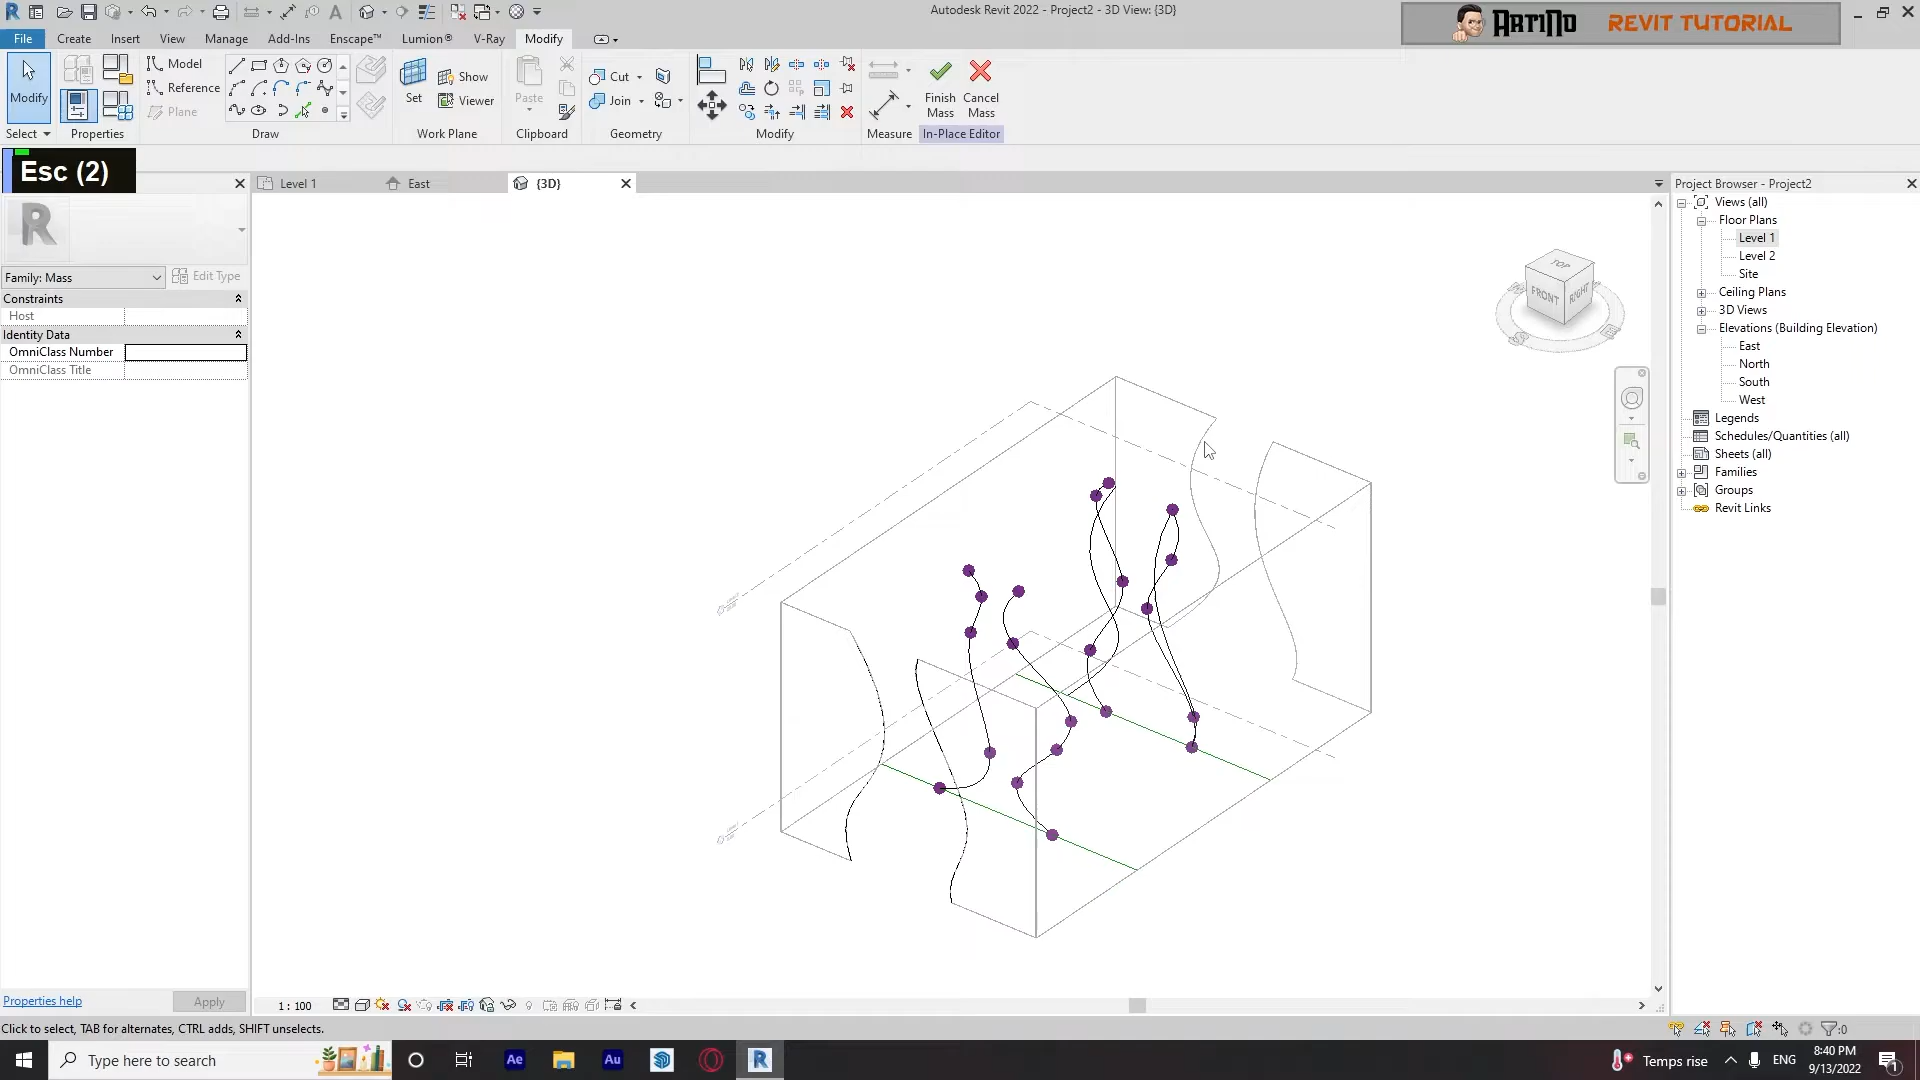 Autodesk Revit 2022 - Project2 - 3D View: {3D}
ARTINO REVIT TUTORIAL
File Create Insert View Manage Add-Ins Enscape™ Lumion® V-Ray Modify
Modify
Model
Reference
Plane
Set
Show
Viewer
Paste
Cut
Join
Finish Mass
Cancel Mass
Select Properties Draw Work Plane Clipboard Geometry Modify Measure In-Place Editor
Esc (2)
Level 1
East
{3D}
Family: Mass
Edit Type
Constraints
Host
Identity Data
OmniClass Number
OmniClass Title
TOP
FRONT
RIGHT
Project Browser - Project2
Views (all)
Floor Plans
Level 1
Level 2
Site
Ceiling Plans
3D Views
Elevations (Building Elevation)
East
North
South
West
Legends
Schedules/Quantities (all)
Sheets (all)
Families
Groups
Revit Links
Properties help
Apply
1 : 100
Click to select, TAB for alternates, CTRL adds, SHIFT unselects.
:0
Type here to search
Ae
Au
R
Temps rise
ENG
8:40 PM
9/13/2022
1